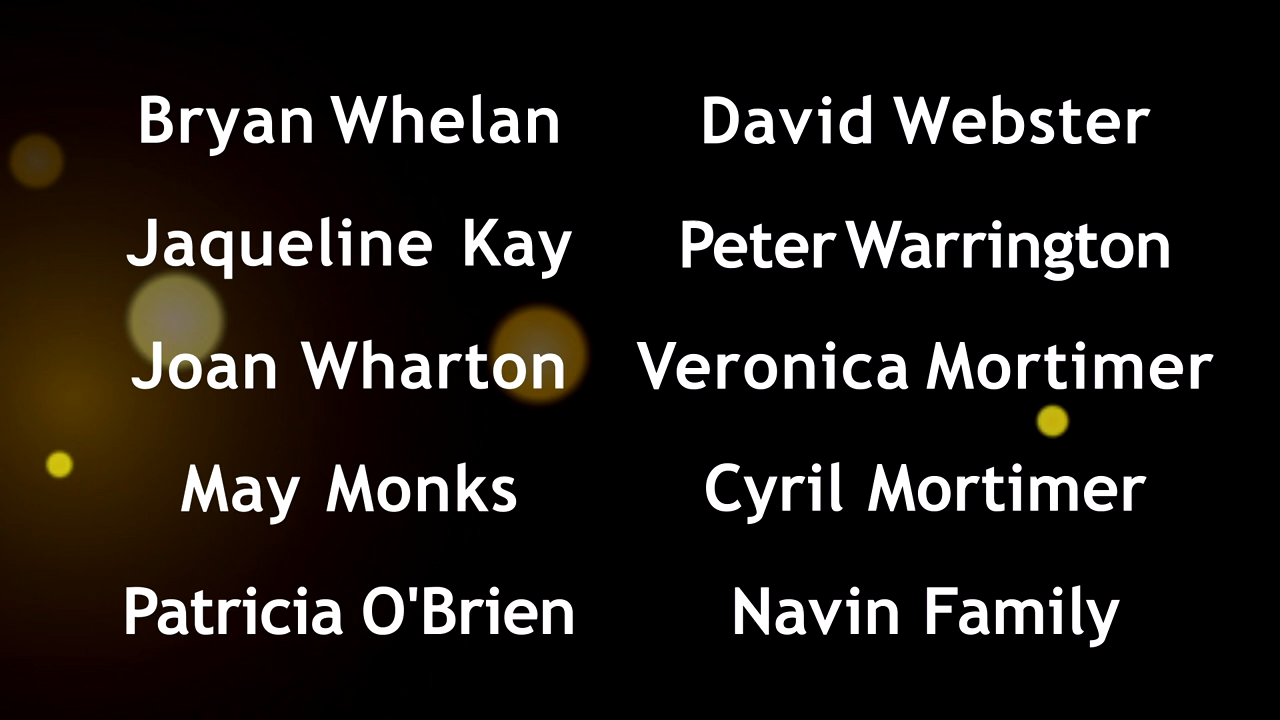 Bryan Whelan
David Webster
Jaqueline Kay
Peter Warrington
Joan Wharton
Veronica Mortimer
May Monks
Cyril Mortimer
Patricia O'Brien
Navin Family